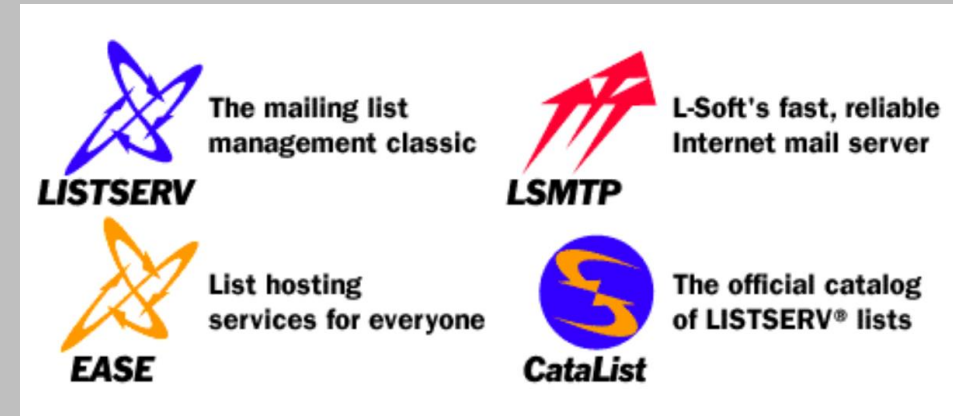 The mailing list
management classic
LISTSERV
L-Soft's fast, reliable
Internet mail server
LSMTP
List hosting
services for everyone
EASE
The official catalog
of LISTSERV® lists
CataList